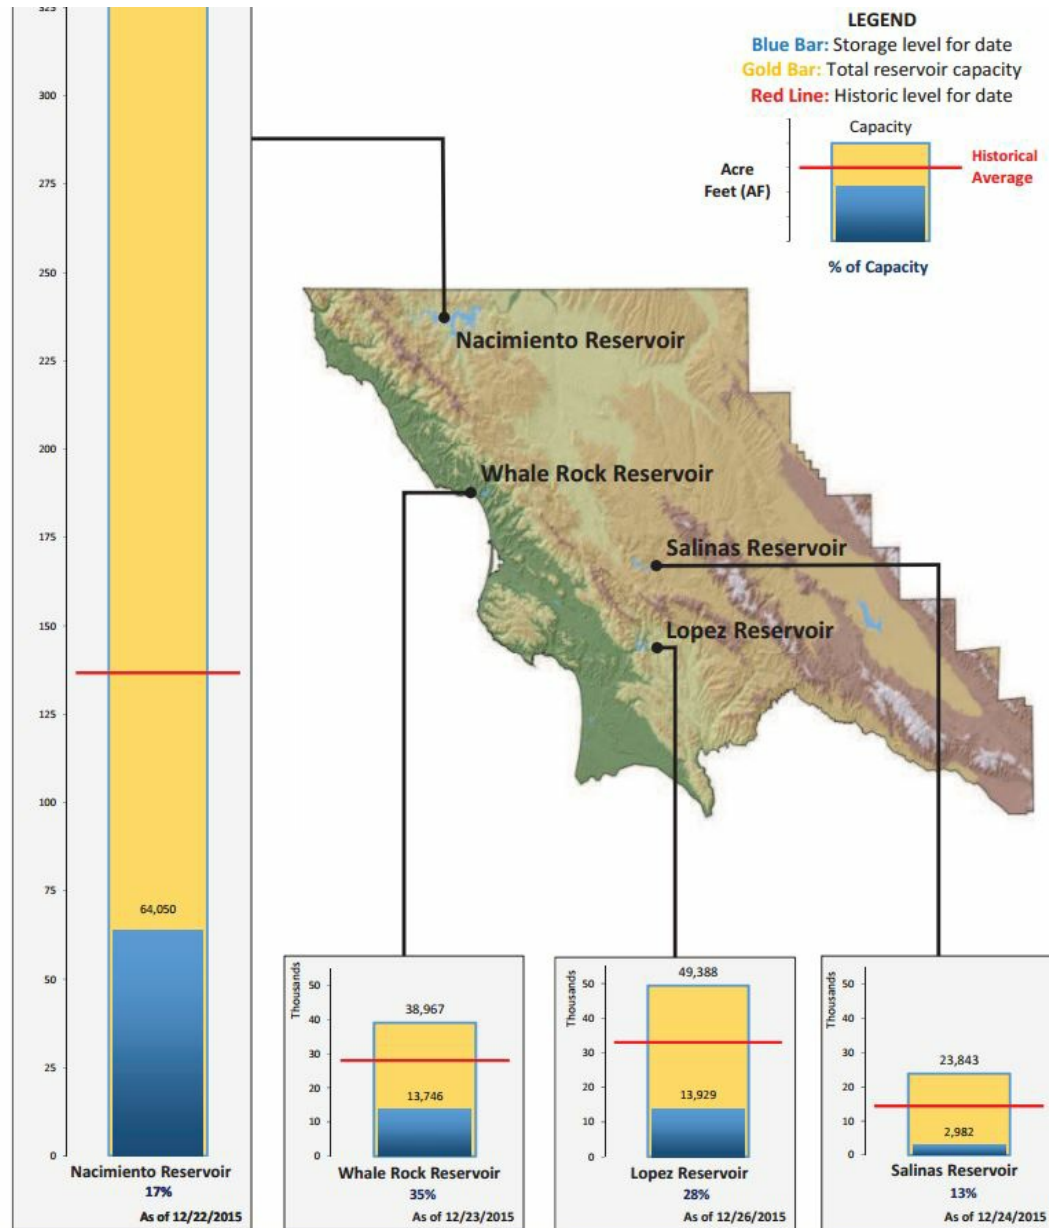 LEGEND
Blue Bar: Storage level for date
Gold Bar: Total reservoir capacity
Red Line: Historic level for date
Capacity
Acre
Feet (AF)
Historical
Average
% of Capacity
325
300
275
250
225
200
175
150
125
100
75
50
25
0
64,050
Nacimiento Reservoir
17%
As of 12/22/2015
Nacimiento Reservoir
Whale Rock Reservoir
Salinas Reservoir
Lopez Reservoir
Thousands
50
40
30
20
10
0
38,967
13,746
Whale Rock Reservoir
35%
As of 12/23/2015
Thousands
50
40
30
20
10
0
49,388
13,929
Lopez Reservoir
28%
As of 12/26/2015
Thousands
50
40
30
20
10
0
23,843
2,982
Salinas Reservoir
13%
As of 12/24/2015